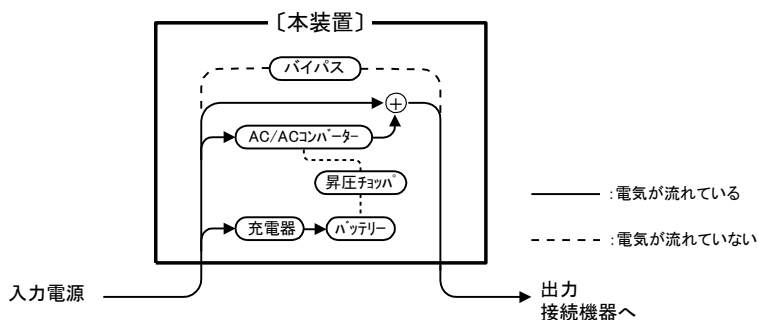 〔本装置〕
バイパス
+
AC/ACｺﾝﾊﾞｰﾀｰ
昇圧ﾁｮｯﾊﾟ
充電器
ﾊﾞｯﾃﾘｰ
:電気が流れている
:電気が流れていない
入力電源
出力
接続機器へ